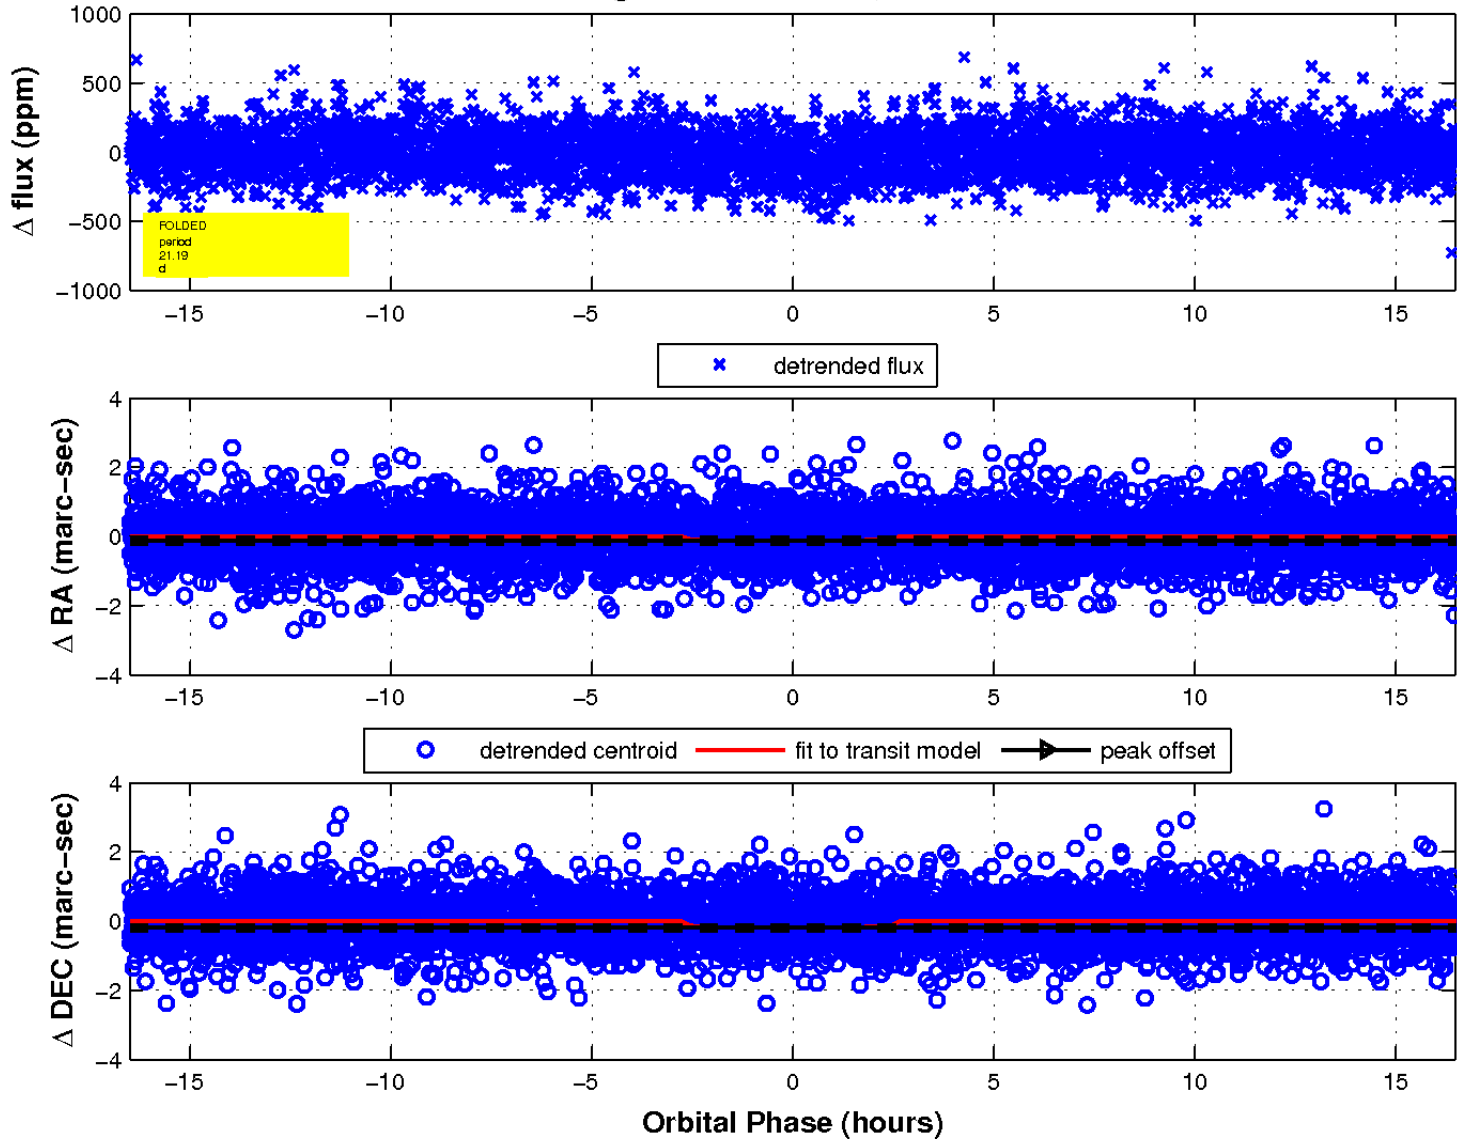 1000
500
0
−500
−1000
Δ flux (ppm)
FOLDED
period
21.19
d
−15 −10 −5 0 5 10 15
detrended flux
4
2
0
−2
−4
Δ RA (marc−sec)
−15 −10 −5 0 5 10 15
detrended centroid fit to transit model peak offset
4
2
0
−2
−4
Δ DEC (marc−sec)
−15 −10 −5 0 5 10 15
Orbital Phase (hours)